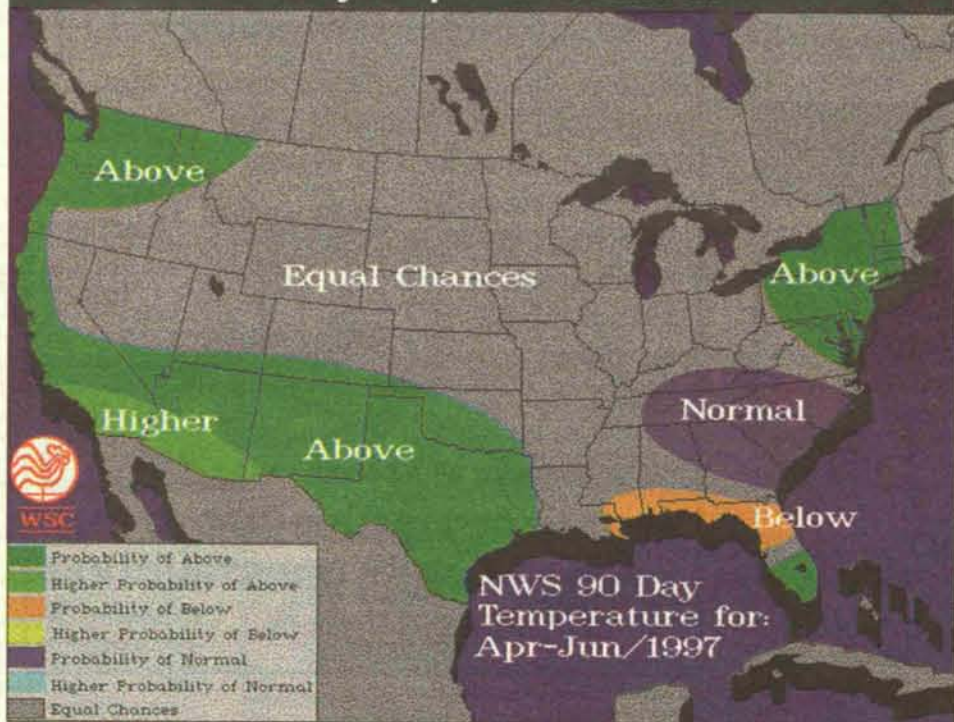 Above
Equal Chances
Above
Higher
Above
Normal
Below
WSC
NWS 90 Day
Temperature for:
Apr-Jun/1997
Probability of Above
Higher Probability of Above
Probability of Below
Higher Probability of Below
Probability of Normal
Higher Probability of Normal
Equal Chances